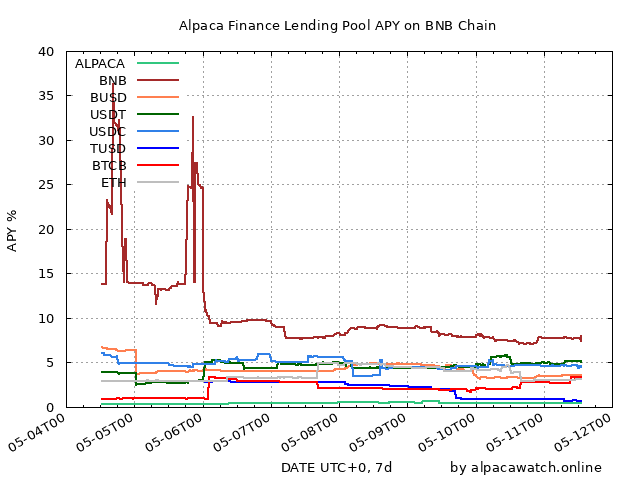 Alpaca Finance Lending Pool APY on BNB Chain
40
35
30
25
20
15
10
5
0
APY %
ALPACA
BNB
BUSD
USDT
USDC
TUSD
BTCB
ETH
05-04T00
05-05T00
05-06T00
05-07T00
05-08T00
05-09T00
05-10T00
05-11T00
05-12T00
DATE UTC+0, 7d
by alpacawatch.online